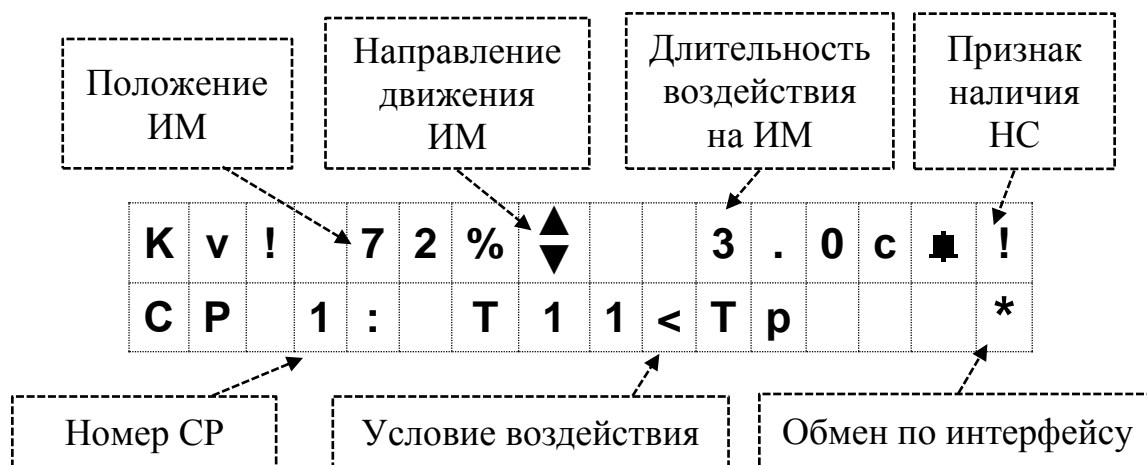 Положение
ИМ
Направление
движения
ИМ
Длительность
воздействия
на ИМ
Признак
наличия
НС
Kv! 72%▲▼ 3.0c !
CP 1: T11<Tp *
Номер СР
Условие воздействия
Обмен по интерфейсу